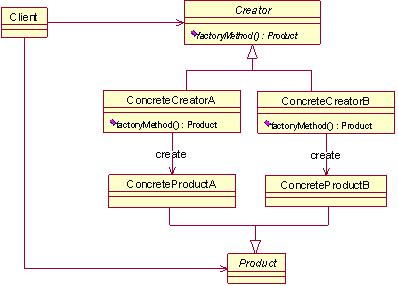 Client
Creator
factoryMethod() : Product
ConcreteCreatorA
factoryMethod() : Product
ConcreteCreatorB
factoryMethod() : Product
create
create
ConcreteProductA
ConcreteProductB
Product